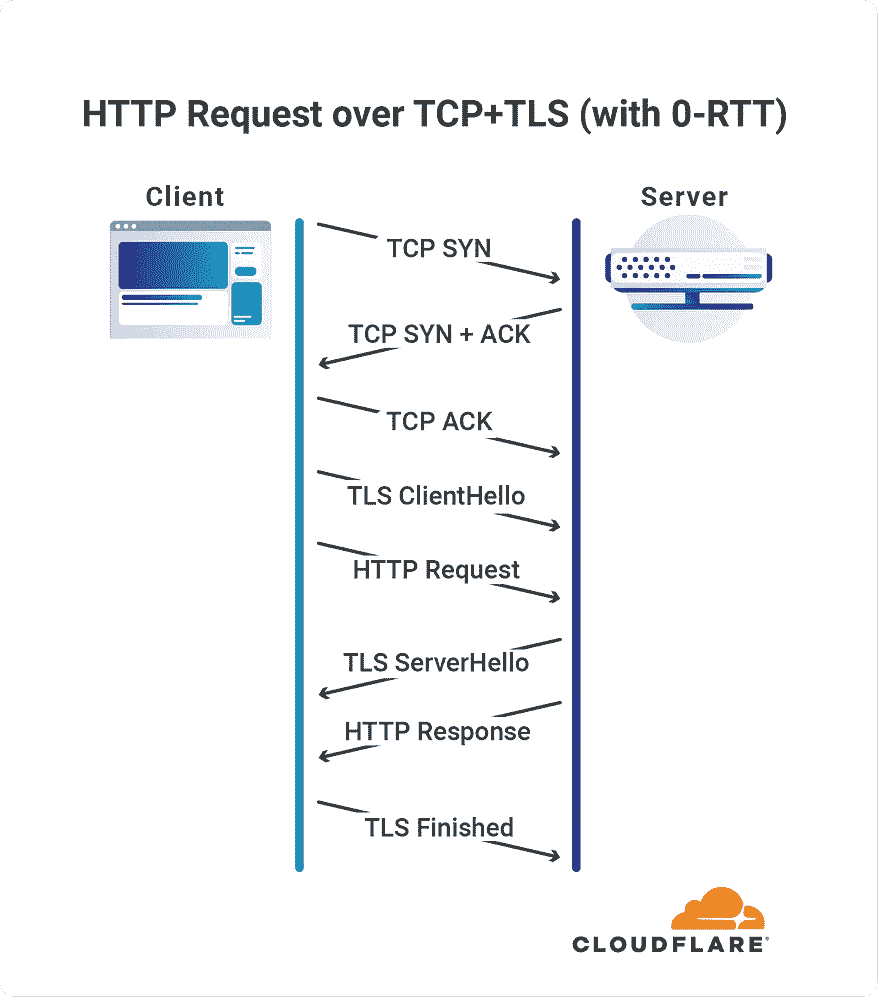 HTTP Request over TCP+TLS (with 0-RTT)
Client
Server
TCP SYN
TCP SYN + ACK
TCP ACK
TLS ClientHello
HTTP Request
TLS ServerHello
HTTP Response
TLS Finished
CLOUDFLARE